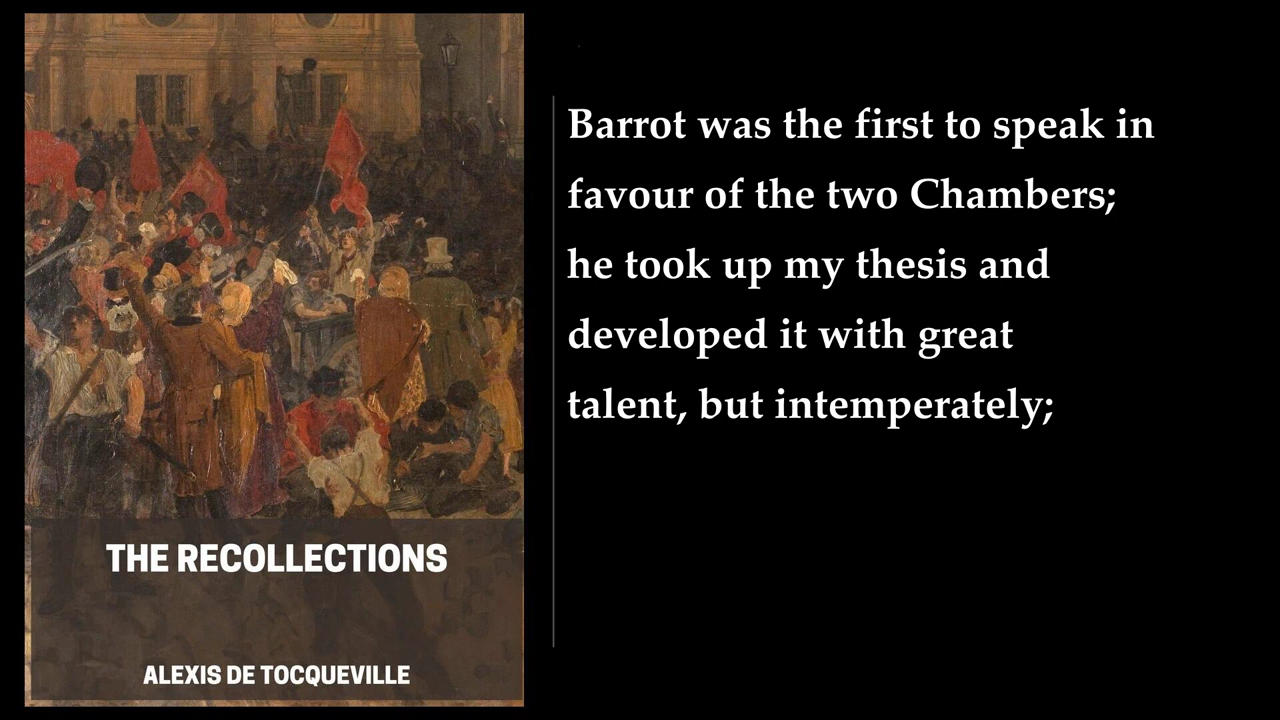 THE RECOLLECTIONS
ALEXIS DE TOCQUEVILLE
Barrot was the first to speak in
favour of the two Chambers;
he took up my thesis and
developed it with great
talent, but intemperately;